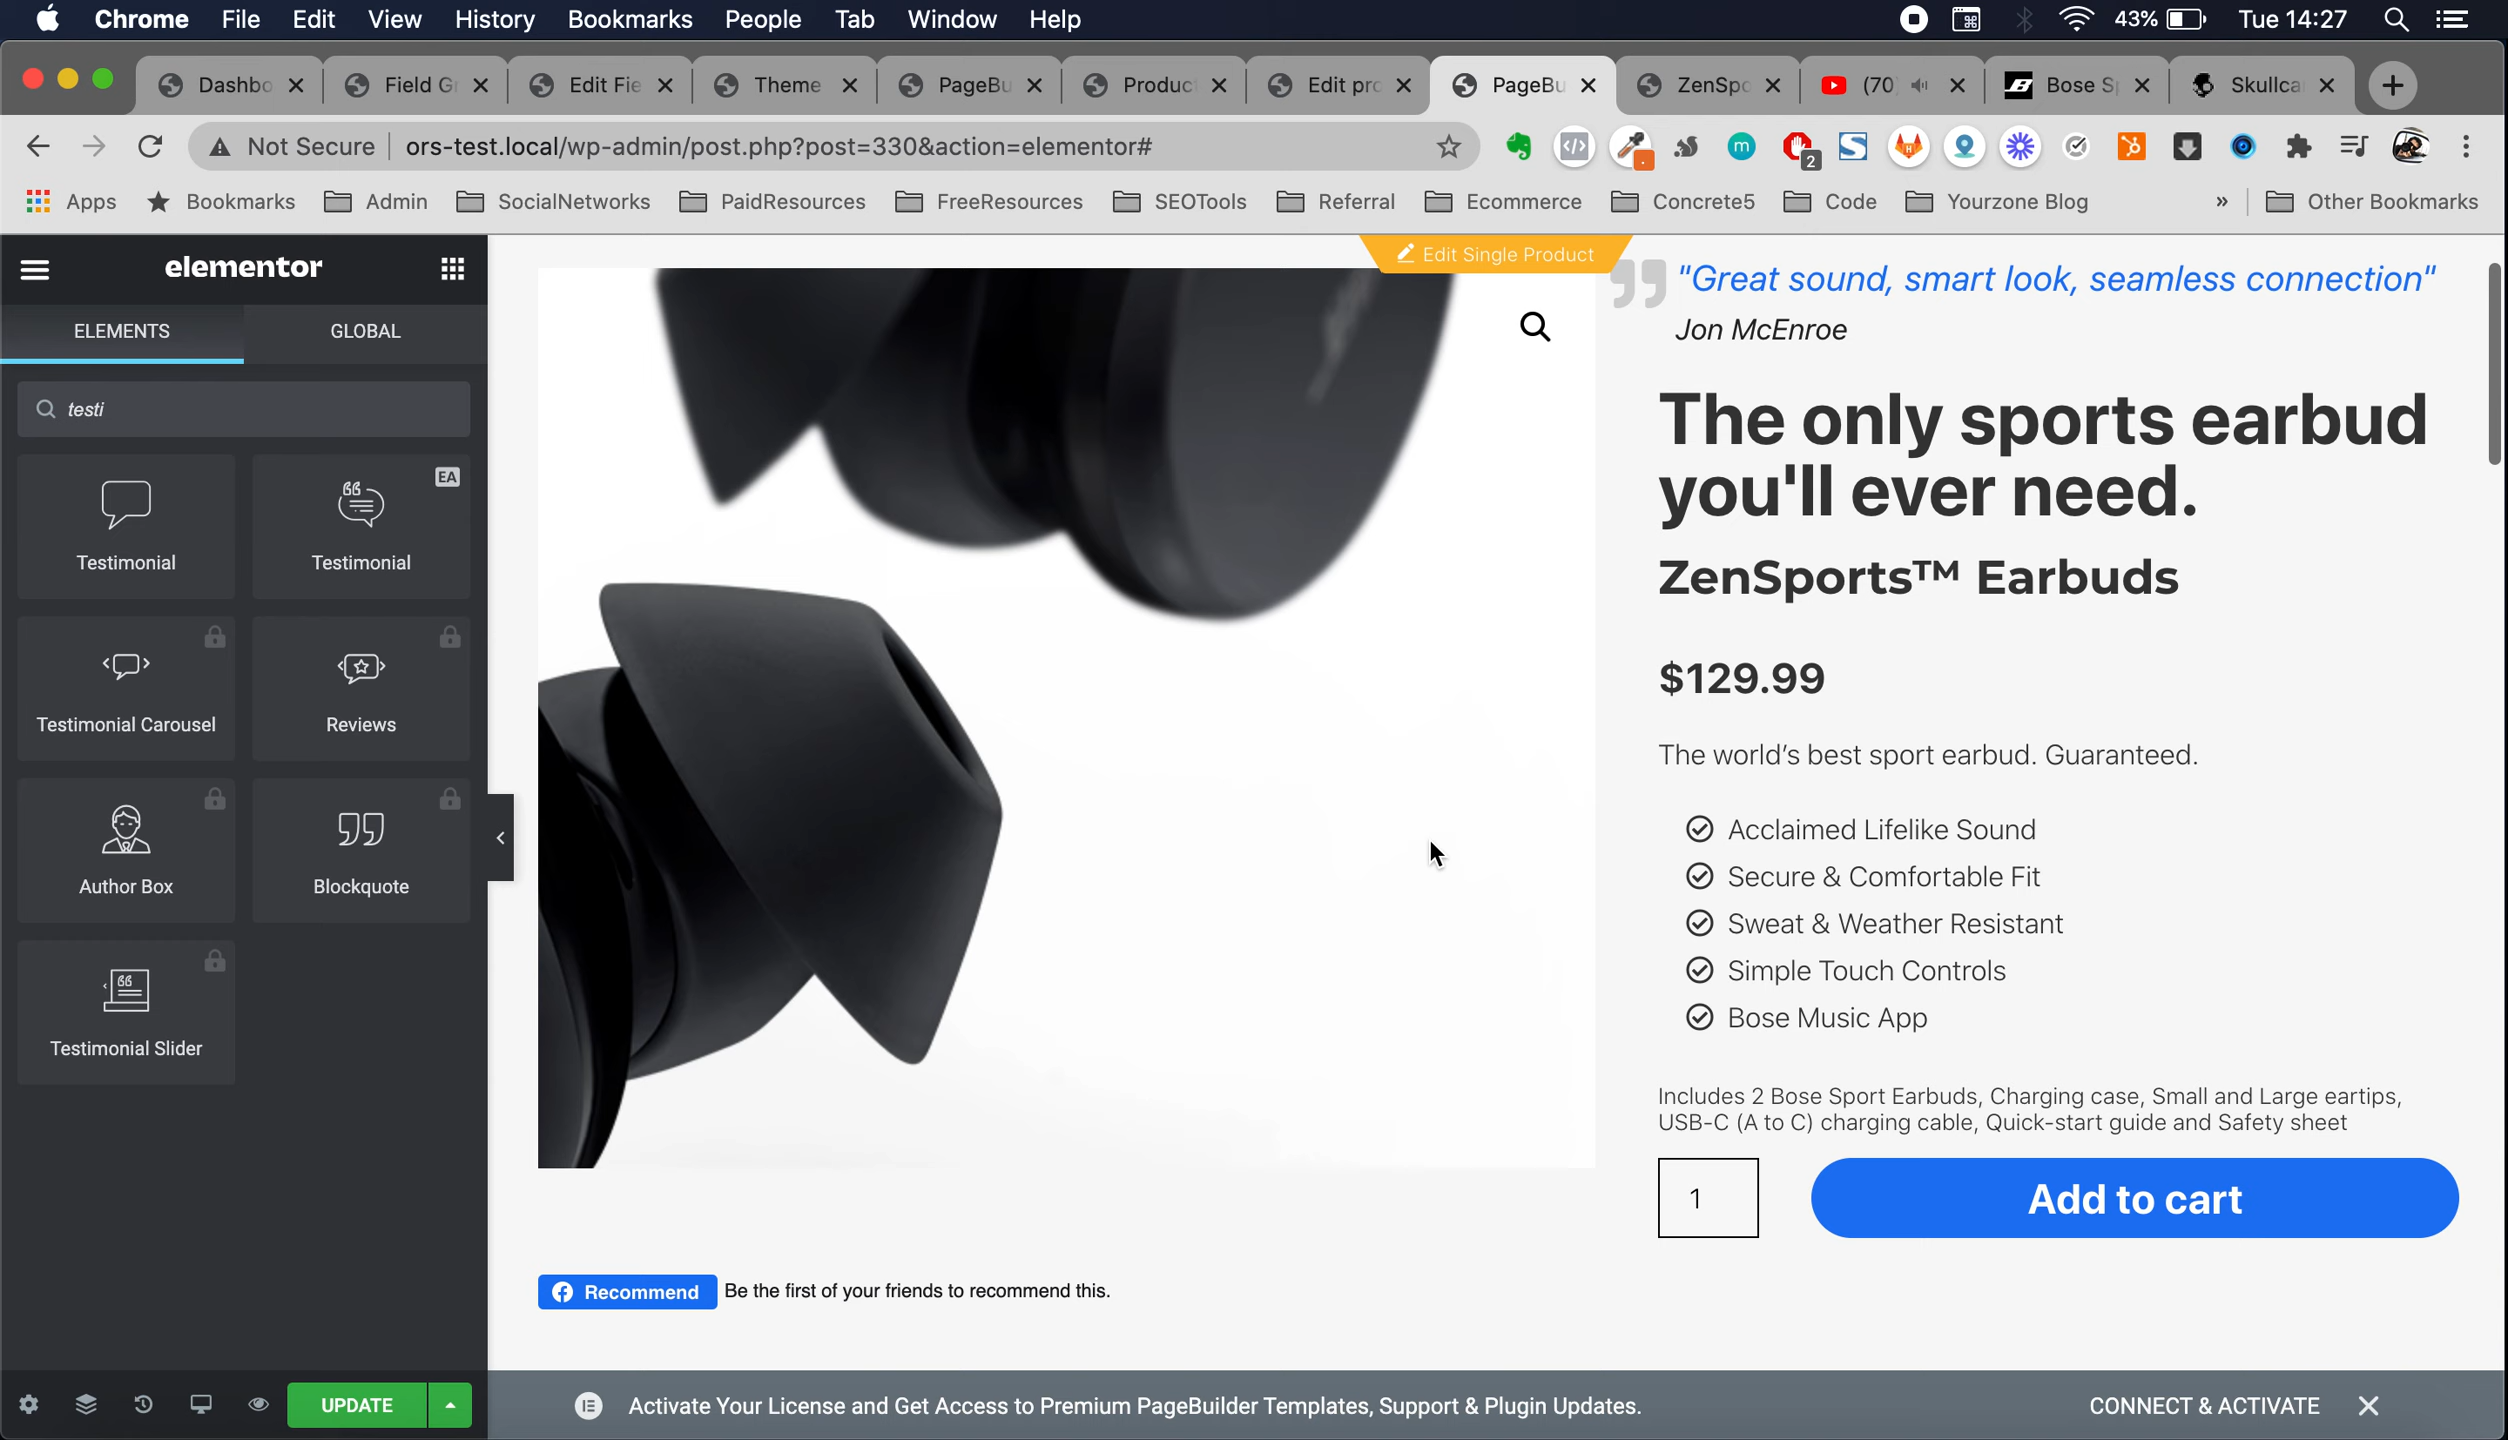 Chrome File Edit View History Bookmarks People Tab Window Help 43% Tue 14:27
Dashbo Field G Edit Fie Theme PageBu Produc Edit pro PageBu ZenSpo (70 Bose S Skullca
Not Secure ors-test.local/wp-admin/post.php?post=330&action=elementor# 2
Apps Bookmarks Admin SocialNetworks PaidResources FreeResources SEOTools Referral Ecommerce Concrete5 Code Yourzone Blog » Other Bookmarks
elementor
ELEMENTS GLOBAL
testi
EA
Testimonial Testimonial
Testimonial Carousel Reviews
Author Box Blockquote
Testimonial Slider
UPDATE
Edit Single Product
"Great sound, smart look, seamless connection"
Jon McEnroe
The only sports earbud
you'll ever need.
ZenSports™ Earbuds
$129.99
The world's best sport earbud. Guaranteed.
Acclaimed Lifelike Sound
Secure & Comfortable Fit
Sweat & Weather Resistant
Simple Touch Controls
Bose Music App
Includes 2 Bose Sport Earbuds, Charging case, Small and Large eartips,
USB-C (A to C) charging cable, Quick-start guide and Safety sheet
1 Add to cart
Recommend Be the first of your friends to recommend this.
Activate Your License and Get Access to Premium PageBuilder Templates, Support & Plugin Updates. CONNECT & ACTIVATE